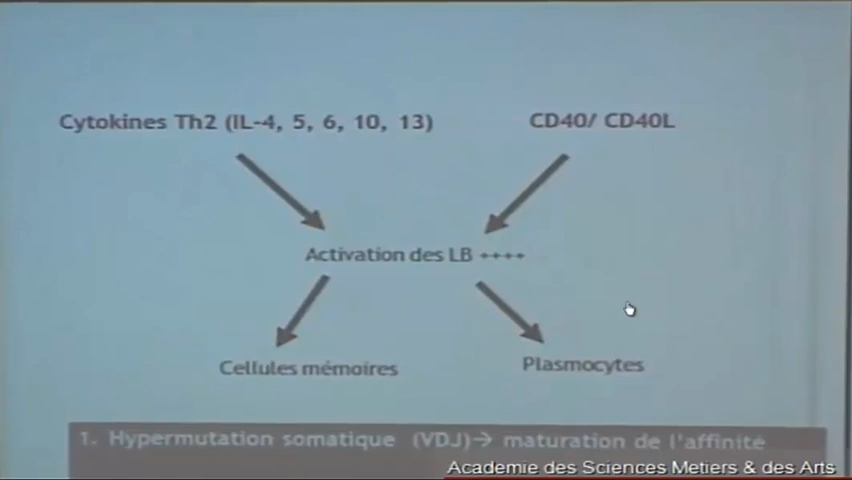 Cytokines Th2 (IL-4, 5, 6, 10, 13)
CD40/ CD40L
Activation des LB ++++
Cellules mémoires
Plasmocytes
1. Hypermutation somatique (VDJ)→ maturation de l'affinité
Academie des Sciences Metiers & des Arts